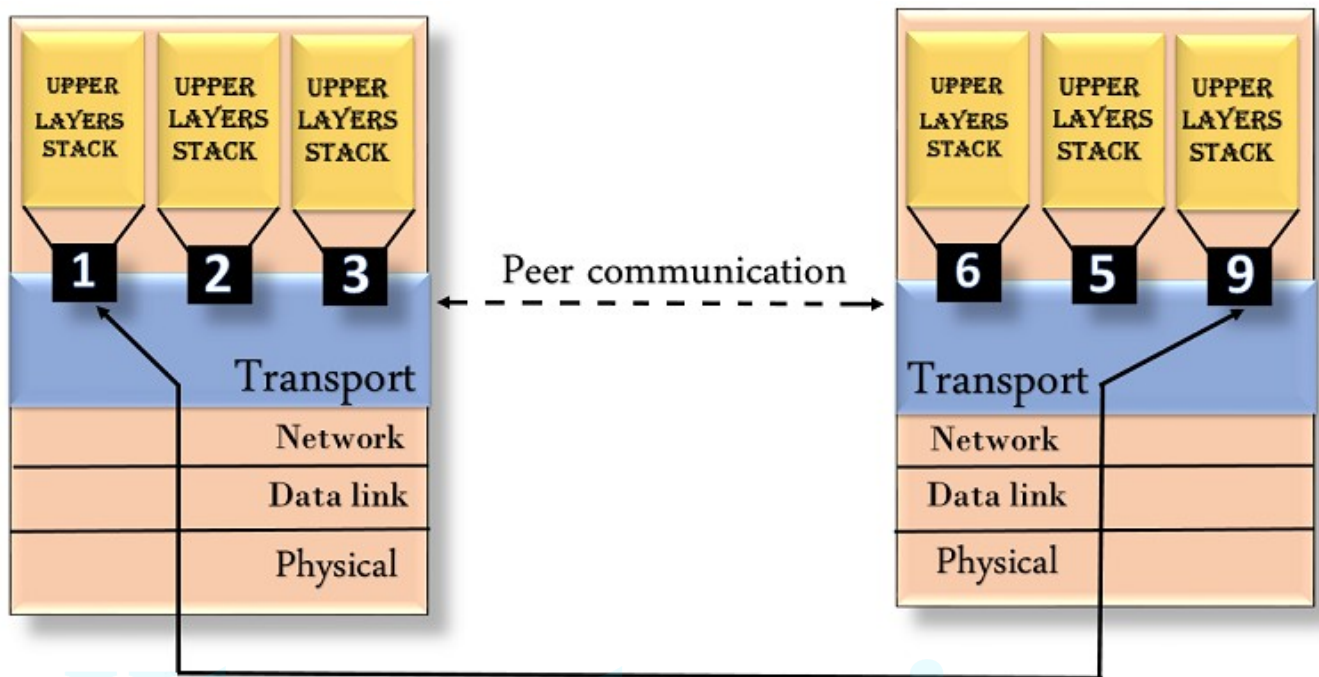 UPPER
LAYERS
STACK
UPPER
LAYERS
STACK
UPPER
LAYERS
STACK
1
2
3
Transport
Network
Data link
Physical
Peer communication
UPPER
LAYERS
STACK
UPPER
LAYERS
STACK
UPPER
LAYERS
STACK
6
5
9
Transport
Network
Data link
Physical